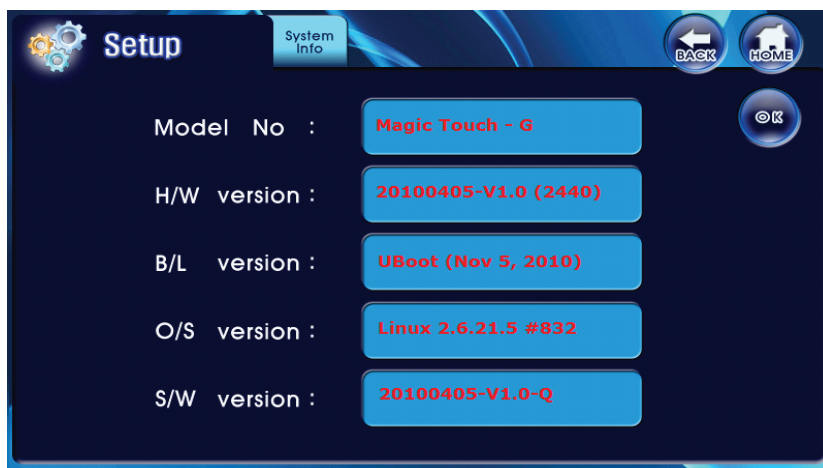 Setup
System
Info
BACK
HOME
OK
Model No : Magic Touch - G
H/W version : 20100405-V1.0 (2440)
B/L version : UBoot (Nov 5, 2010)
O/S version : Linux 2.6.21.5 #832
S/W version : 20100405-V1.0-Q